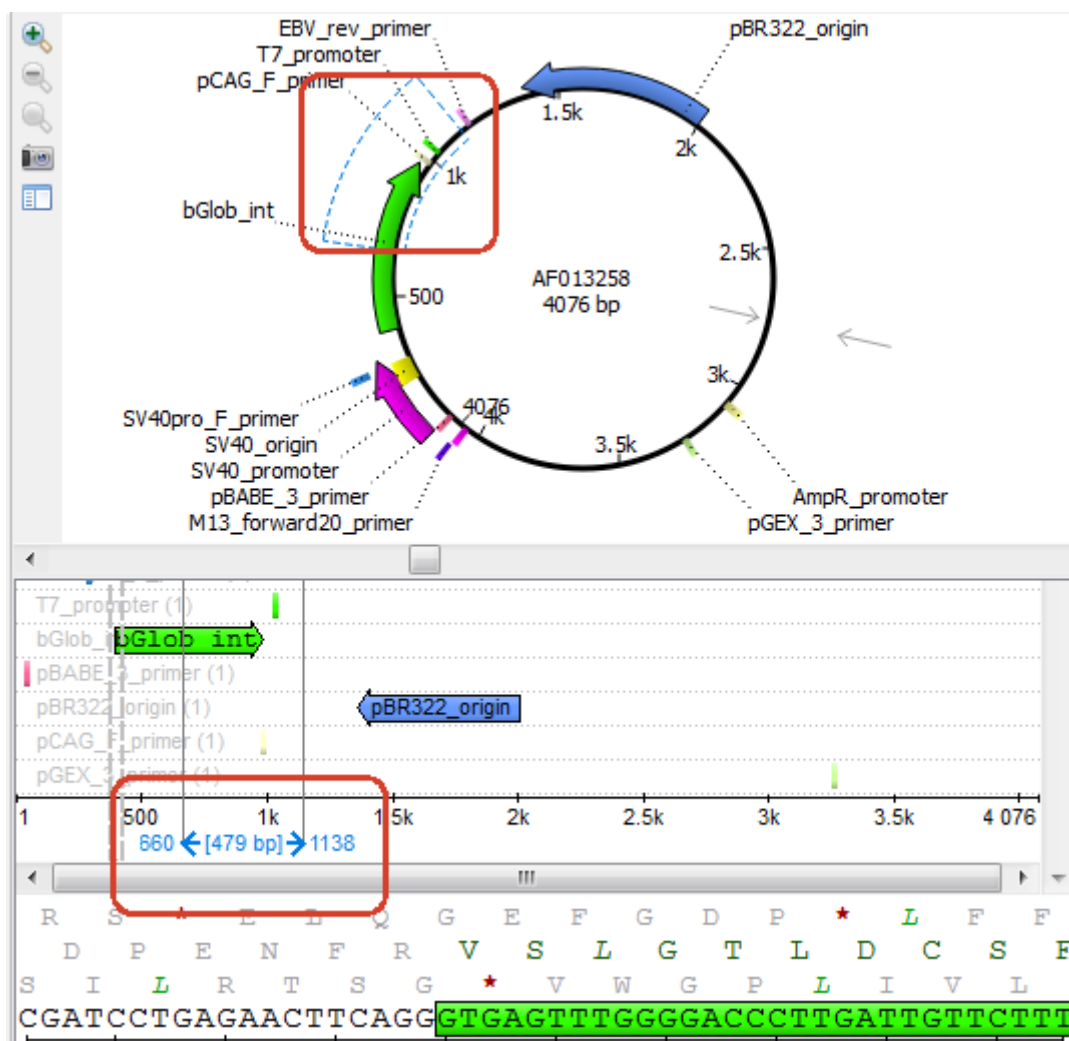 EBV_rev_primer
pBR322_origin
T7_promoter
pCAG_F_primer
1.5k
2k
1k
bGlob_int
2.5k
AF013258
4076 bp
500
3k
4076
4k
SV40pro_F_primer
SV40_origin
3.5k
SV40_promoter
pBABE_3_primer
AmpR_promoter
M13_forward20_primer
pGEX_3_primer
T7_promoter (1)
bGlob_int
pBABE_3_primer (1)
pBR322_origin (1) pBR322_origin
pCAG_F_primer (1)
pGEX_3_primer (1)
1 500 1k 1.5k 2k 2.5k 3k 3.5k 4 076
660 [479 bp] 1138
R S * E L Q G E F G D P * L F F
D P E N F R V S L G T L D C S F
S I L R T S G * V W G P L I V L
CGATCCTGAGAACTTCAGGGTGAGTTTGGGGACCCTTGATTGTTCTTT